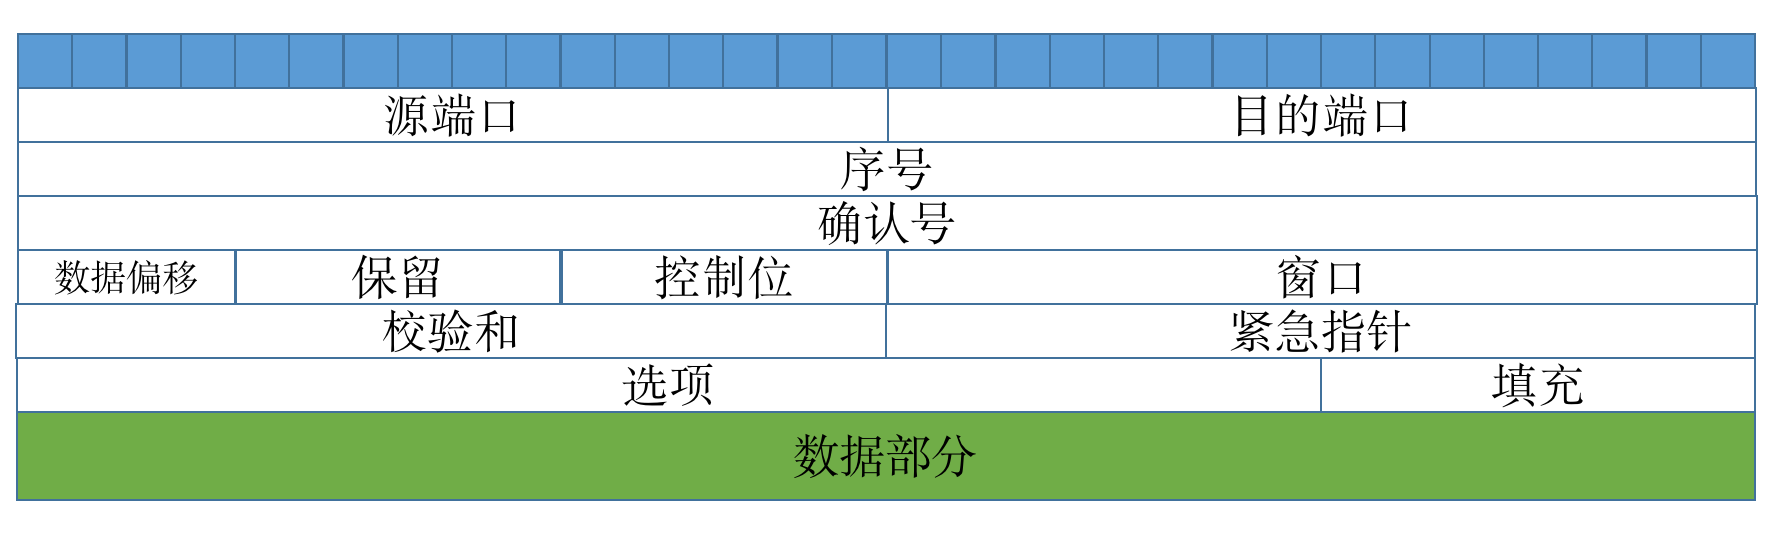 源端口 目的端口
序号
确认号
数据偏移 保留 控制位 窗口
校验和 紧急指针
选项 填充
数据部分